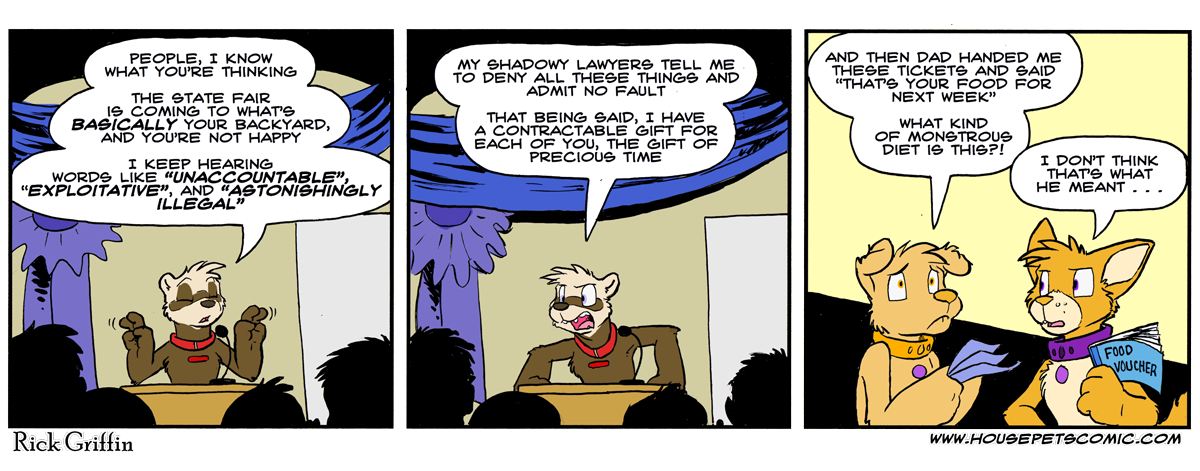 PEOPLE, I KNOW
WHAT YOU'RE THINKING
THE STATE FAIR
IS COMING TO WHAT'S
BASICALLY YOUR BACKYARD,
AND YOU'RE NOT HAPPY
I KEEP HEARING
WORDS LIKE "UNACCOUNTABLE",
"EXPLOITATIVE", AND "ASTONISHINGLY
ILLEGAL"
MY SHADOWY LAWYERS TELL ME
TO DENY ALL THESE THINGS AND
ADMIT NO FAULT
THAT BEING SAID, I HAVE
A CONTRACTABLE GIFT FOR
EACH OF YOU, THE GIFT OF
PRECIOUS TIME
AND THEN DAD HANDED ME
THESE TICKETS AND SAID
"THAT'S YOUR FOOD FOR
NEXT WEEK"
WHAT KIND
OF MONSTROUS
DIET IS THIS?!
I DON'T THINK
THAT'S WHAT
HE MEANT . . .
FOOD
VOUCHER
Rick Griffin
WWW.HOUSEPETSCOMIC.COM